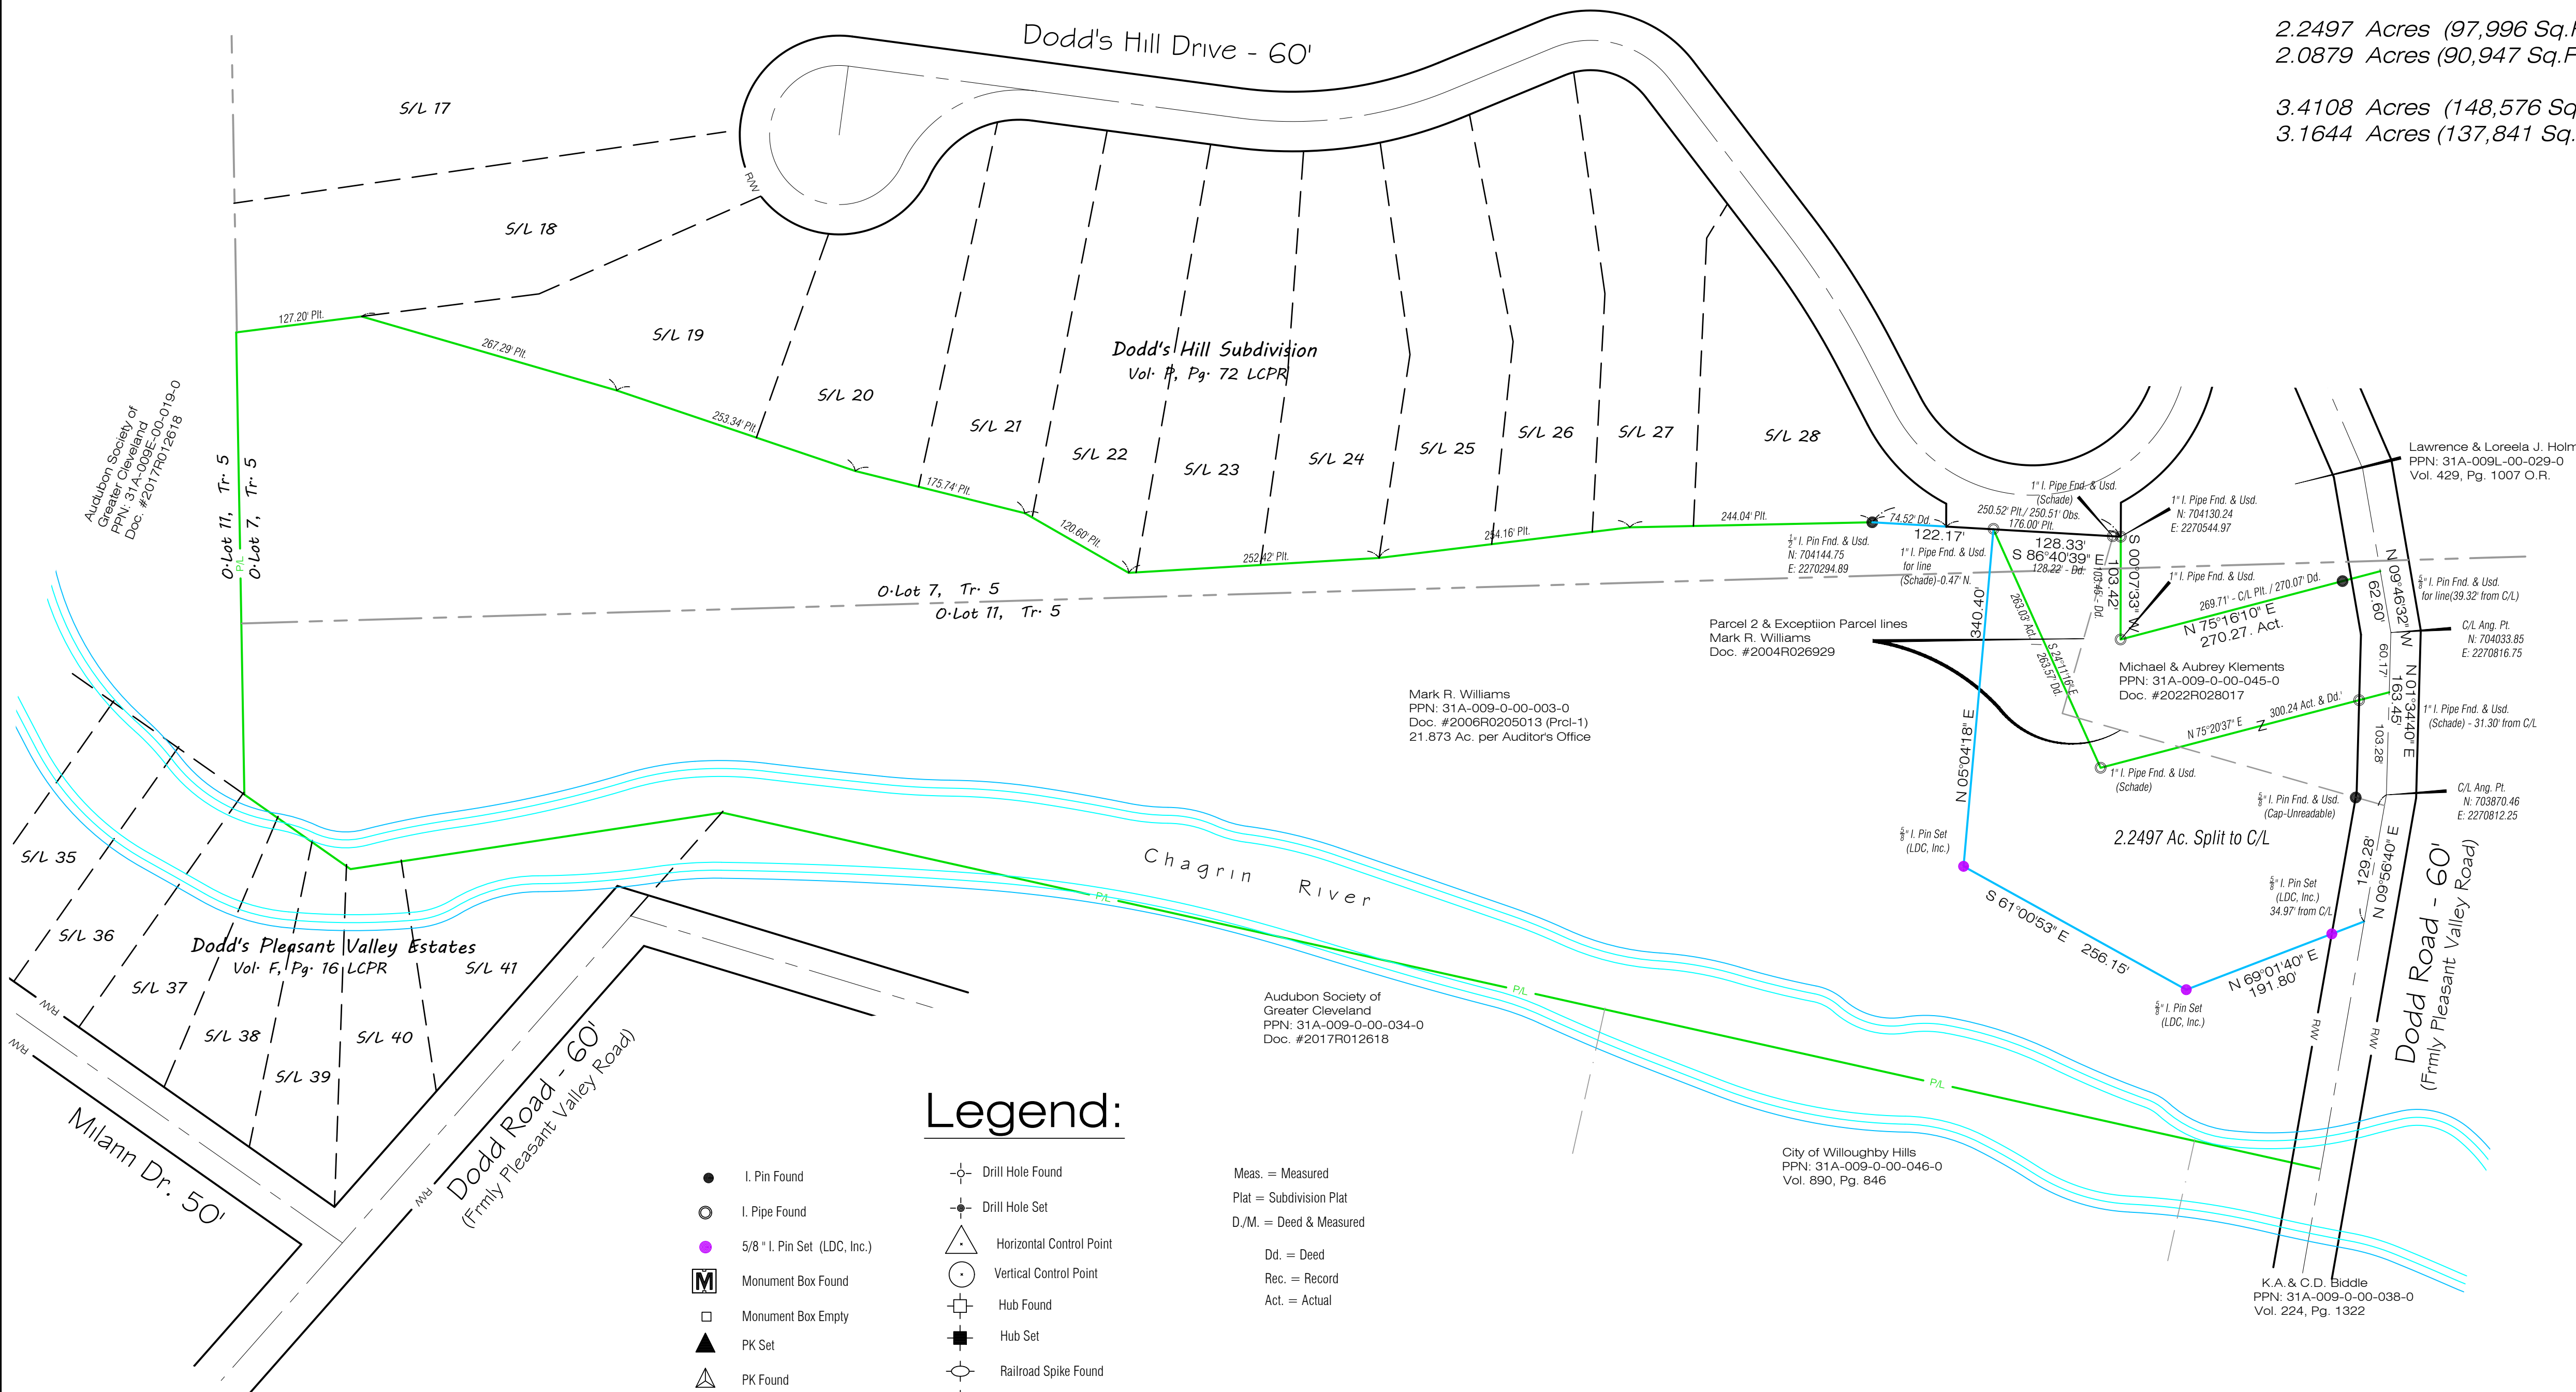 2.2497 Acres (97,996 Sq.F
2.0879 Acres (90,947 Sq.F
3.4108 Acres (148,576 Sq
3.1644 Acres (137,841 Sq.
Dodd's Hill Drive - 60'
S/L 17
S/L 18
R/W
127.20' Plt.
267.29' Plt.
S/L 19
253.34' Plt.
S/L 20
Dodd's Hill Subdivision
Vol. P, Pg. 72 LCPR
175.74' Plt.
S/L 21
120.60' Plt.
S/L 22
S/L 23
252.42' Plt.
S/L 24
S/L 25
254.16' Plt.
S/L 26
S/L 27
244.04' Plt.
S/L 28
Audubon Society of
Greater Cleveland
PPN: 31A-009E-00-019-0
Doc. #2017R012618
O.Lot 11, Tr. 5
P/L
O.Lot 7, Tr. 5
O.Lot 7, Tr. 5
O.Lot 11, Tr. 5
74.52' Dd.
122.17'
1/2" I. Pin Fnd. & Usd.
N: 704144.75
E: 2270294.89
1" I. Pipe Fnd. & Usd.
for line
(Schade)-0.47' N.
250.52' Plt./ 250.51' Obs.
176.00' Plt.
128.33'
S 86°40'39" E
128.22' - Dd.
1" I. Pipe Fnd. & Usd.
(Schade)
1" I. Pipe Fnd. & Usd.
N: 704130.24
E: 2270544.97
S 00°07'33" W
103.42'
103.46' - Dd.
1" I. Pipe Fnd. & Usd.
269.71' - C/L Plt. / 270.07' Dd.
N 75°16'10" E
270.27. Act.
Lawrence & Loreela J. Holm
PPN: 31A-009L-00-029-0
Vol. 429, Pg. 1007 O.R.
N 09°46'32" W
62.60'
5/8" I. Pin Fnd. & Usd.
for line(39.32' from C/L)
C/L Ang. Pt.
N: 704033.85
E: 2270816.75
60.17'
163.45'
N 01°34'40" E
103.28'
1" I. Pipe Fnd. & Usd.
(Schade) - 31.30' from C/L
C/L Ang. Pt.
N: 703870.46
E: 2270812.25
Parcel 2 & Exceptiion Parcel lines
Mark R. Williams
Doc. #2004R026929
340.40'
N 05°04'18" E
263.03' Act.
S 24°11'16" E
263.57' Dd.
Michael & Aubrey Klements
PPN: 31A-009-0-00-045-0
Doc. #2022R028017
N 75°20'37" E
Z
300.24 Act. & Dd.'
1" I. Pipe Fnd. & Usd.
(Schade)
5/8" I. Pin Fnd. & Usd.
(Cap-Unreadable)
Mark R. Williams
PPN: 31A-009-0-00-003-0
Doc. #2006R0205013 (Prcl-1)
21.873 Ac. per Auditor's Office
5/8" I. Pin Set
(LDC, Inc.)
2.2497 Ac. Split to C/L
129.28'
N 09°56'40" E
5/8" I. Pin Set
(LDC, Inc.)
34.97' from C/L
S 61°00'53" E 256.15'
N 69°01'40" E
191.80'
5/8" I. Pin Set
(LDC, Inc.)
Dodd Road - 60'
(Frmly Pleasant Valley Road)
R/W
R/W
Chagrin River
P/L
P/L
P/L
S/L 35
S/L 36
Dodd's Pleasant Valley Estates
Vol. F, Pg. 16 LCPR
S/L 37
S/L 38
S/L 39
S/L 40
S/L 41
R/W
R/W
Milann Dr. 50'
R/W
Dodd Road - 60'
(Frmly Pleasant Valley Road)
Audubon Society of
Greater Cleveland
PPN: 31A-009-0-00-034-0
Doc. #2017R012618
City of Willoughby Hills
PPN: 31A-009-0-00-046-0
Vol. 890, Pg. 846
K.A.& C.D. Biddle
PPN: 31A-009-0-00-038-0
Vol. 224, Pg. 1322
Legend:
I. Pin Found
I. Pipe Found
5/8 " I. Pin Set (LDC, Inc.)
M
Monument Box Found
Monument Box Empty
PK Set
PK Found
Drill Hole Found
Drill Hole Set
Horizontal Control Point
Vertical Control Point
Hub Found
Hub Set
Railroad Spike Found
Meas. = Measured
Plat = Subdivision Plat
D./M. = Deed & Measured
Dd. = Deed
Rec. = Record
Act. = Actual